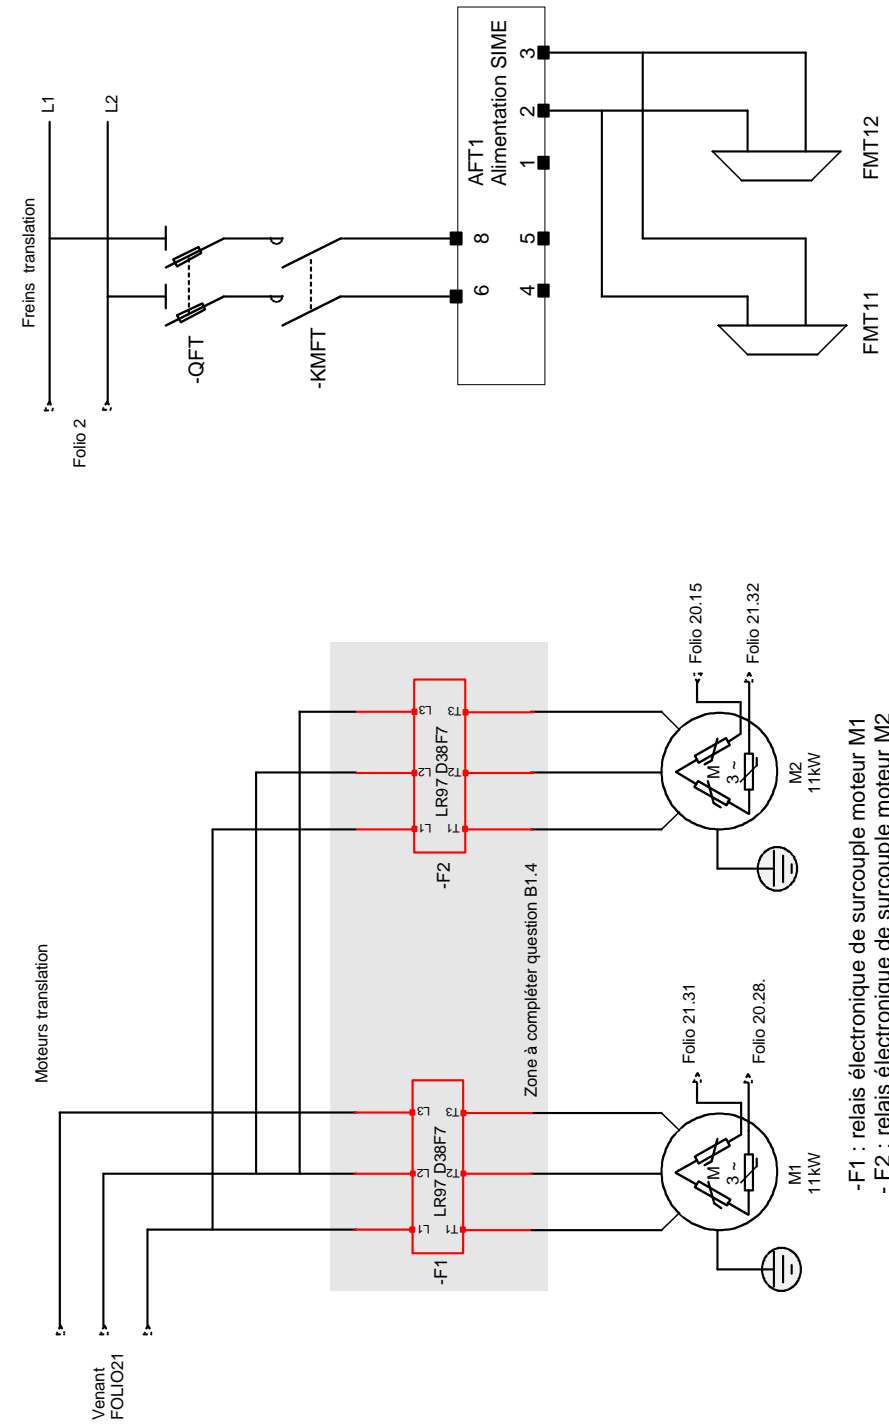 Moteurs translation
Venant
FOLIO21
-F1
LR97 D38F7
L1
L2
L3
T1
T2
T3
-F2
LR97 D38F7
L1
L2
L3
T1
T2
T3
Zone à compléter question B1.4
M
3 ~
M1
11kW
Folio 21.31
Folio 20.28.
M
3 ~
M2
11kW
Folio 20.15
Folio 21.32
-F1 : relais électronique de surcouple moteur M1
- F2 : relais électronique de surcouple moteur M2
Freins translation
Folio 2
L1
L2
-QFT
-KMFT
AFT1
Alimentation SIME
6
8
4
5
1
2
3
FMT11
FMT12